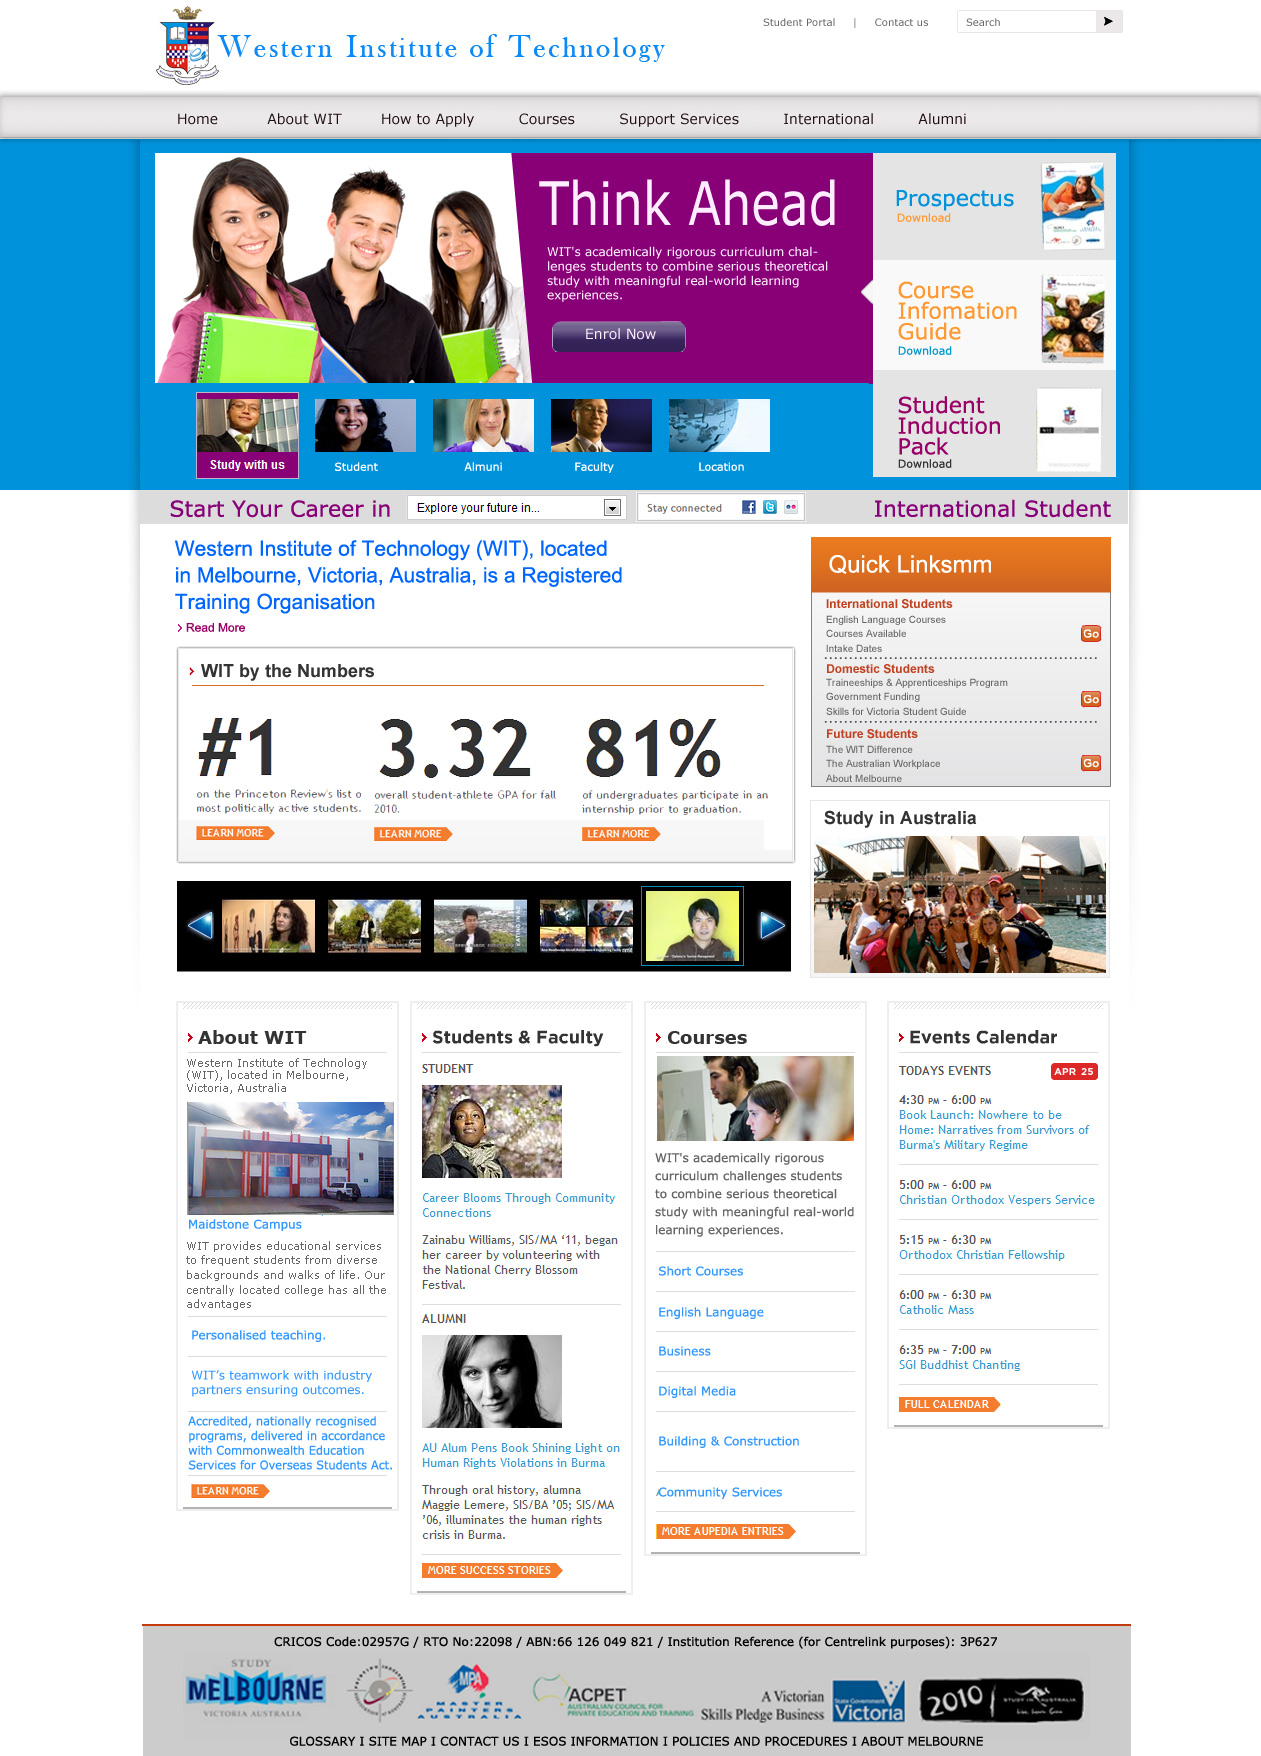 Western Institute of Technology
Student Portal | Contact us
Search
Home
About WIT
How to Apply
Courses
Support Services
International
Alumni
Think Ahead
WIT's academically rigorous curriculum chal-
lenges students to combine serious theoretical
study with meaningful real-world learning
experiences.
Enrol Now
Prospectus
Download
Course
Infomation
Guide
Download
Student
Induction
Pack
Download
Study with us
Student
Almuni
Faculty
Location
Start Your Career in
Explore your future in...
Stay connected
International Student
Western Institute of Technology (WIT), located
in Melbourne, Victoria, Australia, is a Registered
Training Organisation
Read More
Quick Linksmm
International Students
English Language Courses
Courses Available
Intake Dates
Go
Domestic Students
Traineeships & Apprenticeships Program
Government Funding
Skills for Victoria Student Guide
Go
Future Students
The WIT Difference
The Australian Workplace
About Melbourne
Go
WIT by the Numbers
#1
on the Princeton Review's list o
most politically active students.
LEARN MORE
3.32
overall student-athlete GPA for fall
2010.
LEARN MORE
81%
of undergraduates participate in an
internship prior to graduation.
LEARN MORE
Study in Australia
About WIT
Western Institute of Technology
(WIT), located in Melbourne,
Victoria, Australia
Maidstone Campus
WIT provides educational services
to frequent students from diverse
backgrounds and walks of life. Our
centrally located college has all the
advantages
Personalised teaching.
WIT's teamwork with industry
partners ensuring outcomes.
Accredited, nationally recognised
programs, delivered in accordance
with Commonwealth Education
Services for Overseas Students Act.
LEARN MORE
Students & Faculty
STUDENT
Career Blooms Through Community
Connections
Zainabu Williams, SIS/MA ‘11, began
her career by volunteering with
the National Cherry Blossom
Festival.
ALUMNI
AU Alum Pens Book Shining Light on
Human Rights Violations in Burma
Through oral history, alumna
Maggie Lemere, SIS/BA ’05; SIS/MA
’06, illuminates the human rights
crisis in Burma.
MORE SUCCESS STORIES
Courses
WIT's academically rigorous
curriculum challenges students
to combine serious theoretical
study with meaningful real-world
learning experiences.
Short Courses
English Language
Business
Digital Media
Building & Construction
Community Services
MORE AUPEDIA ENTRIES
Events Calendar
TODAYS EVENTS APR 25
4:30 PM - 6:00 PM
Book Launch: Nowhere to be
Home: Narratives from Survivors of
Burma's Military Regime
5:00 PM - 6:00 PM
Christian Orthodox Vespers Service
5:15 PM - 6:30 PM
Orthodox Christian Fellowship
6:00 PM - 6:30 PM
Catholic Mass
6:35 PM - 7:00 PM
SGI Buddhist Chanting
FULL CALENDAR
CRICOS Code:02957G / RTO No:22098 / ABN:66 126 049 821 / Institution Reference (for Centrelink purposes): 3P627
STUDY
MELBOURNE
VICTORIA AUSTRALIA
MPA
MASTER
PAINTERS
AUSTRALIA
ACPET
AUSTRALIAN COUNCIL FOR
PRIVATE EDUCATION AND TRAINING
A Victorian
Skills Pledge Business
State Government
Victoria
2010
STUDY IN AUSTRALIA
Live, Learn, Grow
GLOSSARY I SITE MAP I CONTACT US I ESOS INFORMATION I POLICIES AND PROCEDURES I ABOUT MELBOURNE